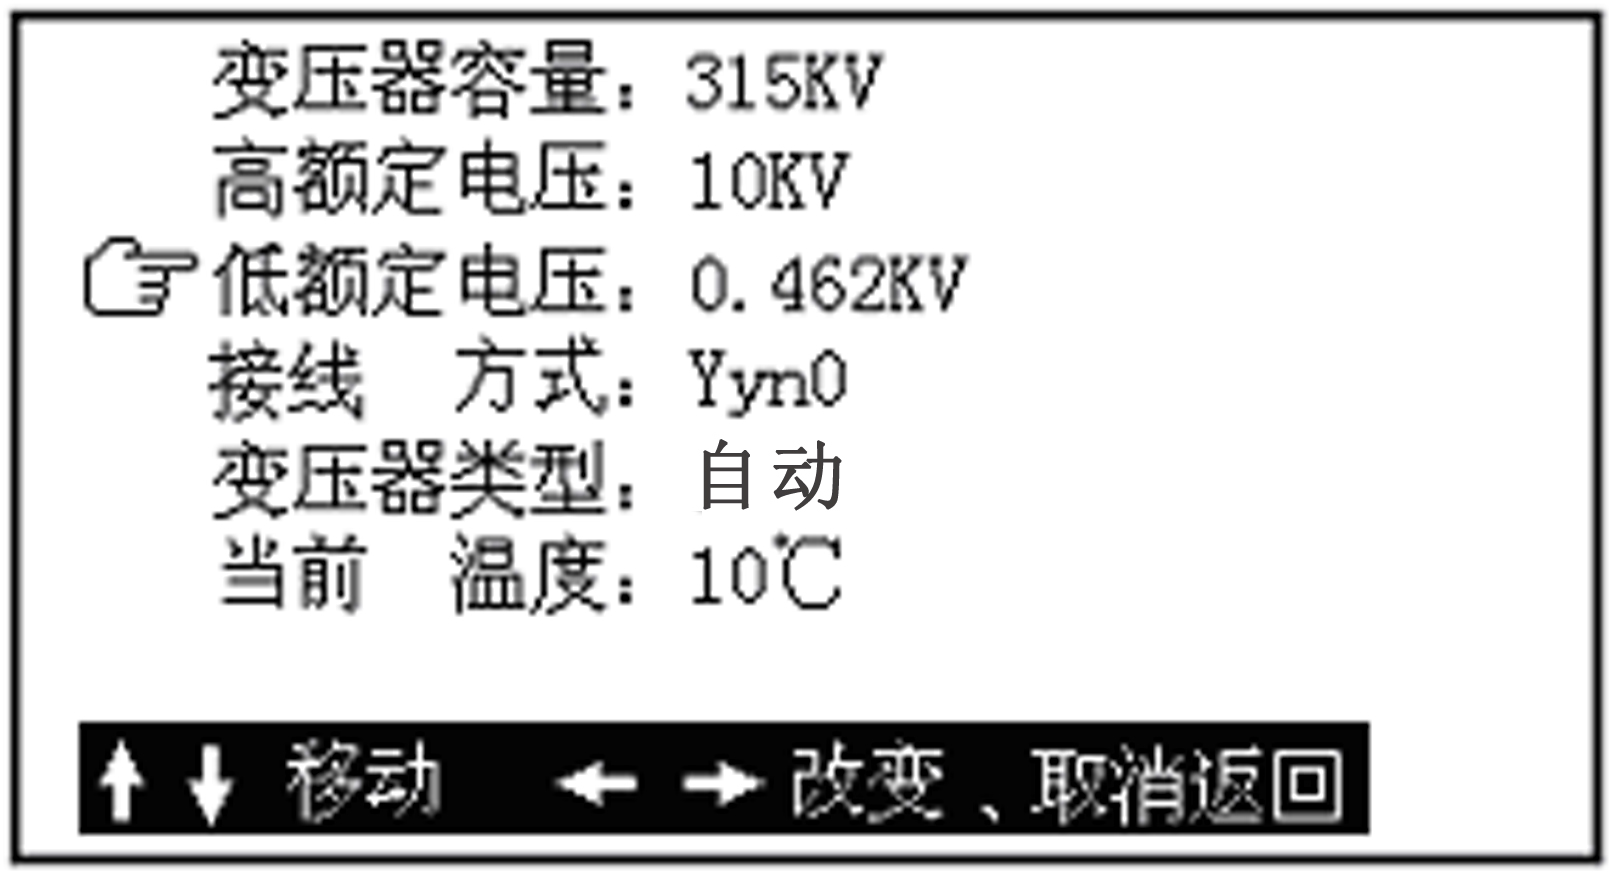 变压器容量：315KV
高额定电压：10KV
低额定电压：0.462KV
接线 方式：Yyn0
变压器类型：自动
当前 温度：10℃
↑ ↓ 移动 ← → 改变、取消返回